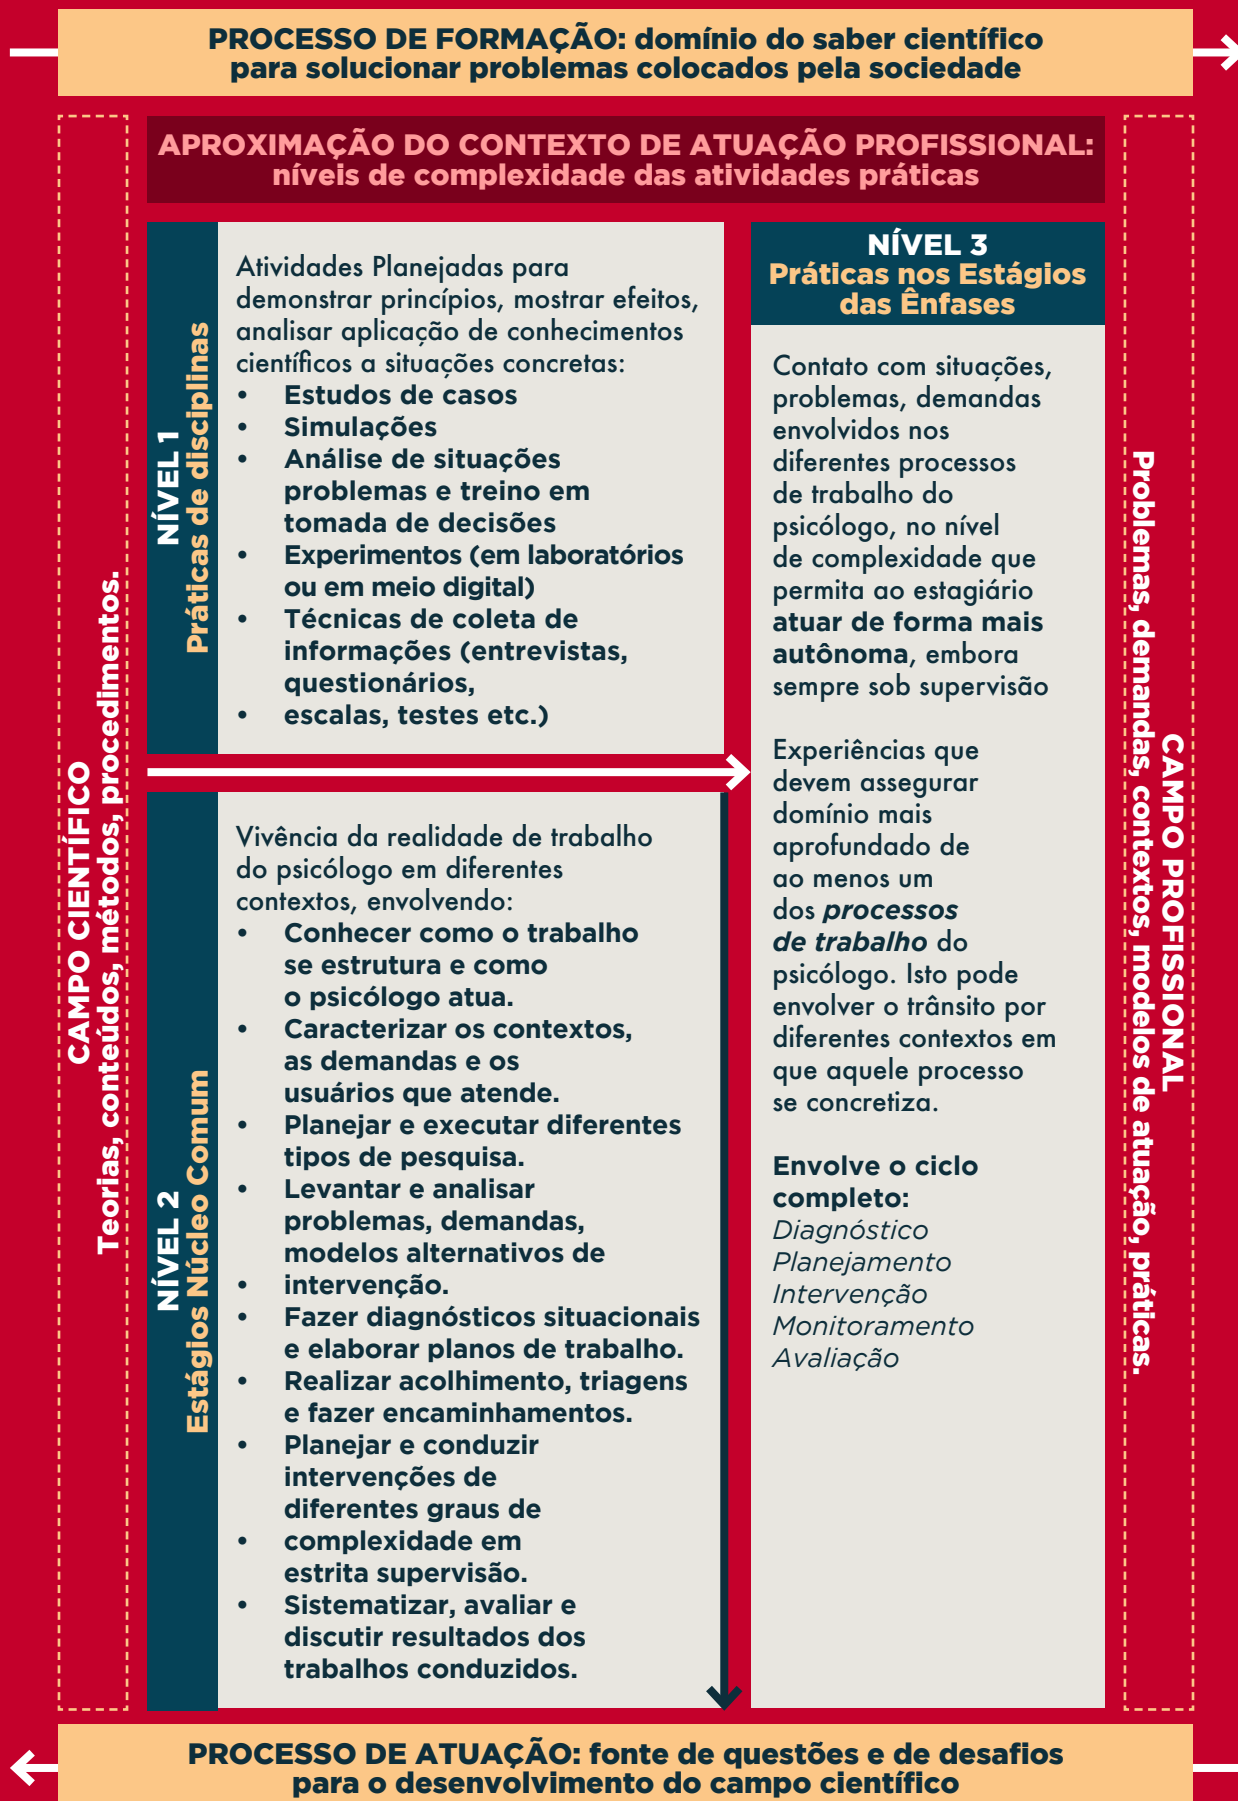 PROCESSO DE FORMAÇÃO: domínio do saber científico
para solucionar problemas colocados pela sociedade
APROXIMAÇÃO DO CONTEXTO DE ATUAÇÃO PROFISSIONAL:
níveis de complexidade das atividades práticas
CAMPO CIENTÍFICO
Teorias, conteúdos, métodos, procedimentos.
NÍVEL 1
Práticas de disciplinas
Atividades Planejadas para
demonstrar princípios, mostrar efeitos,
analisar aplicação de conhecimentos
científicos a situações concretas:
• Estudos de casos
• Simulações
• Análise de situações
problemas e treino em
tomada de decisões
• Experimentos (em laboratórios
ou em meio digital)
• Técnicas de coleta de
informações (entrevistas,
questionários,
• escalas, testes etc.)
NÍVEL 2
Estágios Núcleo Comum
Vivência da realidade de trabalho
do psicólogo em diferentes
contextos, envolvendo:
• Conhecer como o trabalho
se estrutura e como
o psicólogo atua.
• Caracterizar os contextos,
as demandas e os
usuários que atende.
• Planejar e executar diferentes
tipos de pesquisa.
• Levantar e analisar
problemas, demandas,
modelos alternativos de
• intervenção.
• Fazer diagnósticos situacionais
e elaborar planos de trabalho.
• Realizar acolhimento, triagens
e fazer encaminhamentos.
• Planejar e conduzir
intervenções de
diferentes graus de
• complexidade em
estrita supervisão.
• Sistematizar, avaliar e
discutir resultados dos
trabalhos conduzidos.
NÍVEL 3
Práticas nos Estágios
das Ênfases
Contato com situações,
problemas, demandas
envolvidos nos
diferentes processos
de trabalho do
psicólogo, no nível
de complexidade que
permita ao estagiário
atuar de forma mais
autônoma, embora
sempre sob supervisão
Experiências que
devem assegurar
domínio mais
aprofundado de
ao menos um
dos processos
de trabalho do
psicólogo. Isto pode
envolver o trânsito por
diferentes contextos em
que aquele processo
se concretiza.
Envolve o ciclo
completo:
Diagnóstico
Planejamento
Intervenção
Monitoramento
Avaliação
CAMPO PROFISSIONAL
Problemas, demandas, contextos, modelos de atuação, práticas.
PROCESSO DE ATUAÇÃO: fonte de questões e de desafios
para o desenvolvimento do campo científico